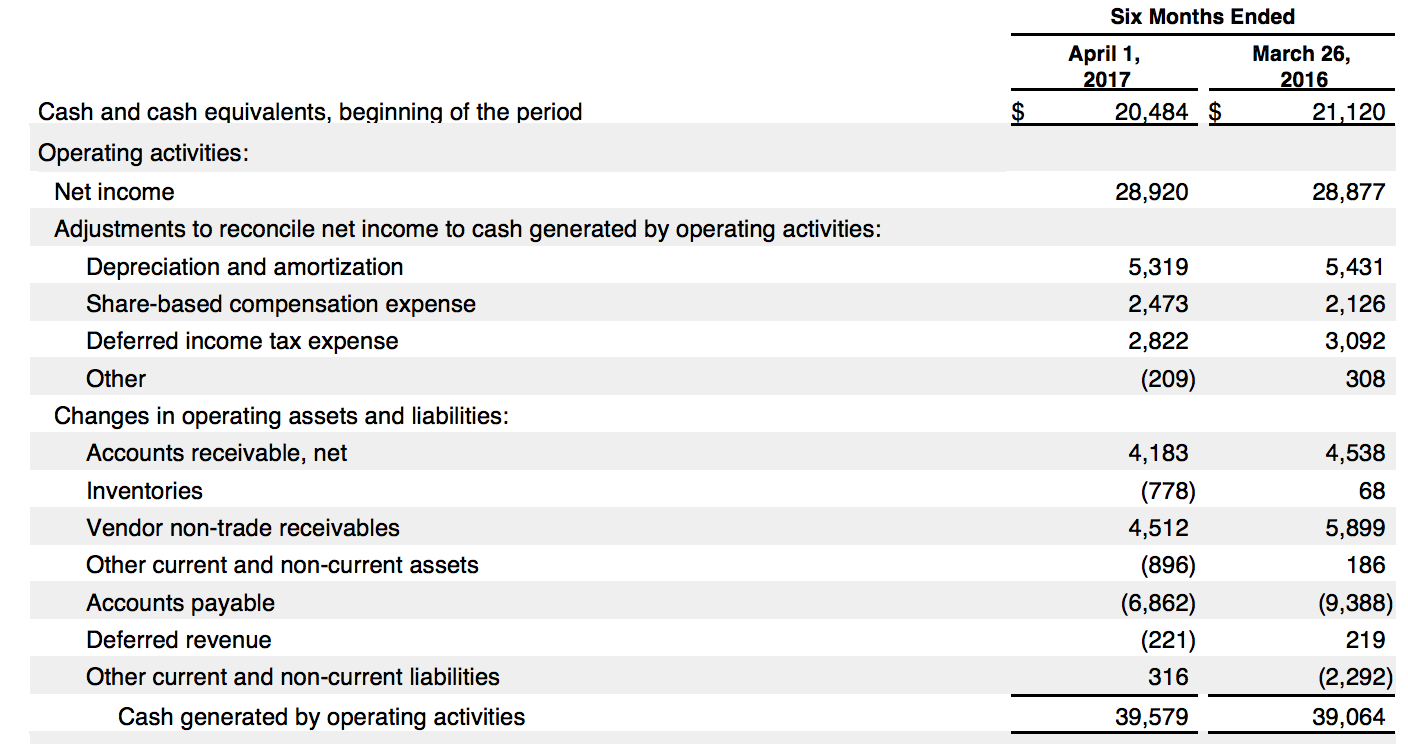 Six Months Ended
April 1, 2017 March 26, 2016
Cash and cash equivalents, beginning of the period $ 20,484 $ 21,120
Operating activities:
Net income 28,920 28,877
Adjustments to reconcile net income to cash generated by operating activities:
Depreciation and amortization 5,319 5,431
Share-based compensation expense 2,473 2,126
Deferred income tax expense 2,822 3,092
Other (209) 308
Changes in operating assets and liabilities:
Accounts receivable, net 4,183 4,538
Inventories (778) 68
Vendor non-trade receivables 4,512 5,899
Other current and non-current assets (896) 186
Accounts payable (6,862) (9,388)
Deferred revenue (221) 219
Other current and non-current liabilities 316 (2,292)
Cash generated by operating activities 39,579 39,064